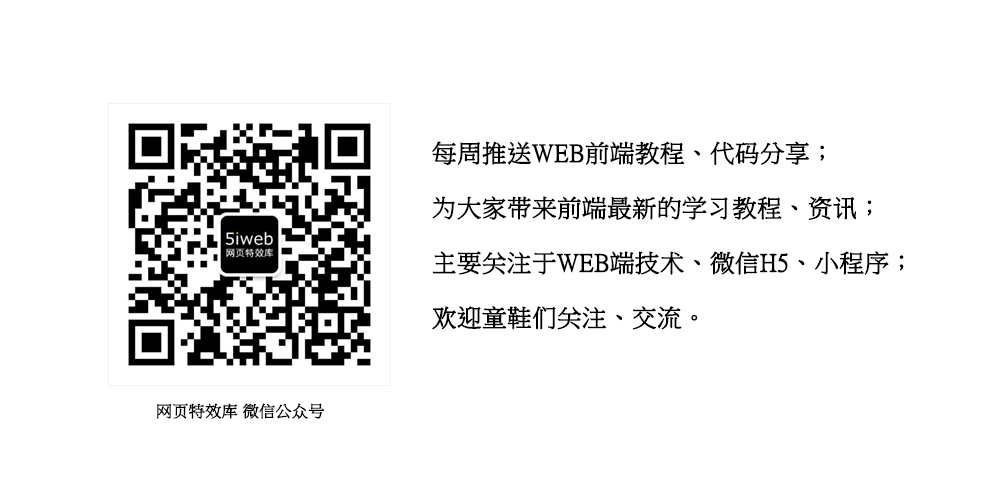 5iweb
网页特效库
网页特效库 微信公众号
每周推送WEB前端教程、代码分享；
为大家带来前端最新的学习教程、资讯；
主要关注于WEB端技术、微信H5、小程序；
欢迎童鞋们关注、交流。